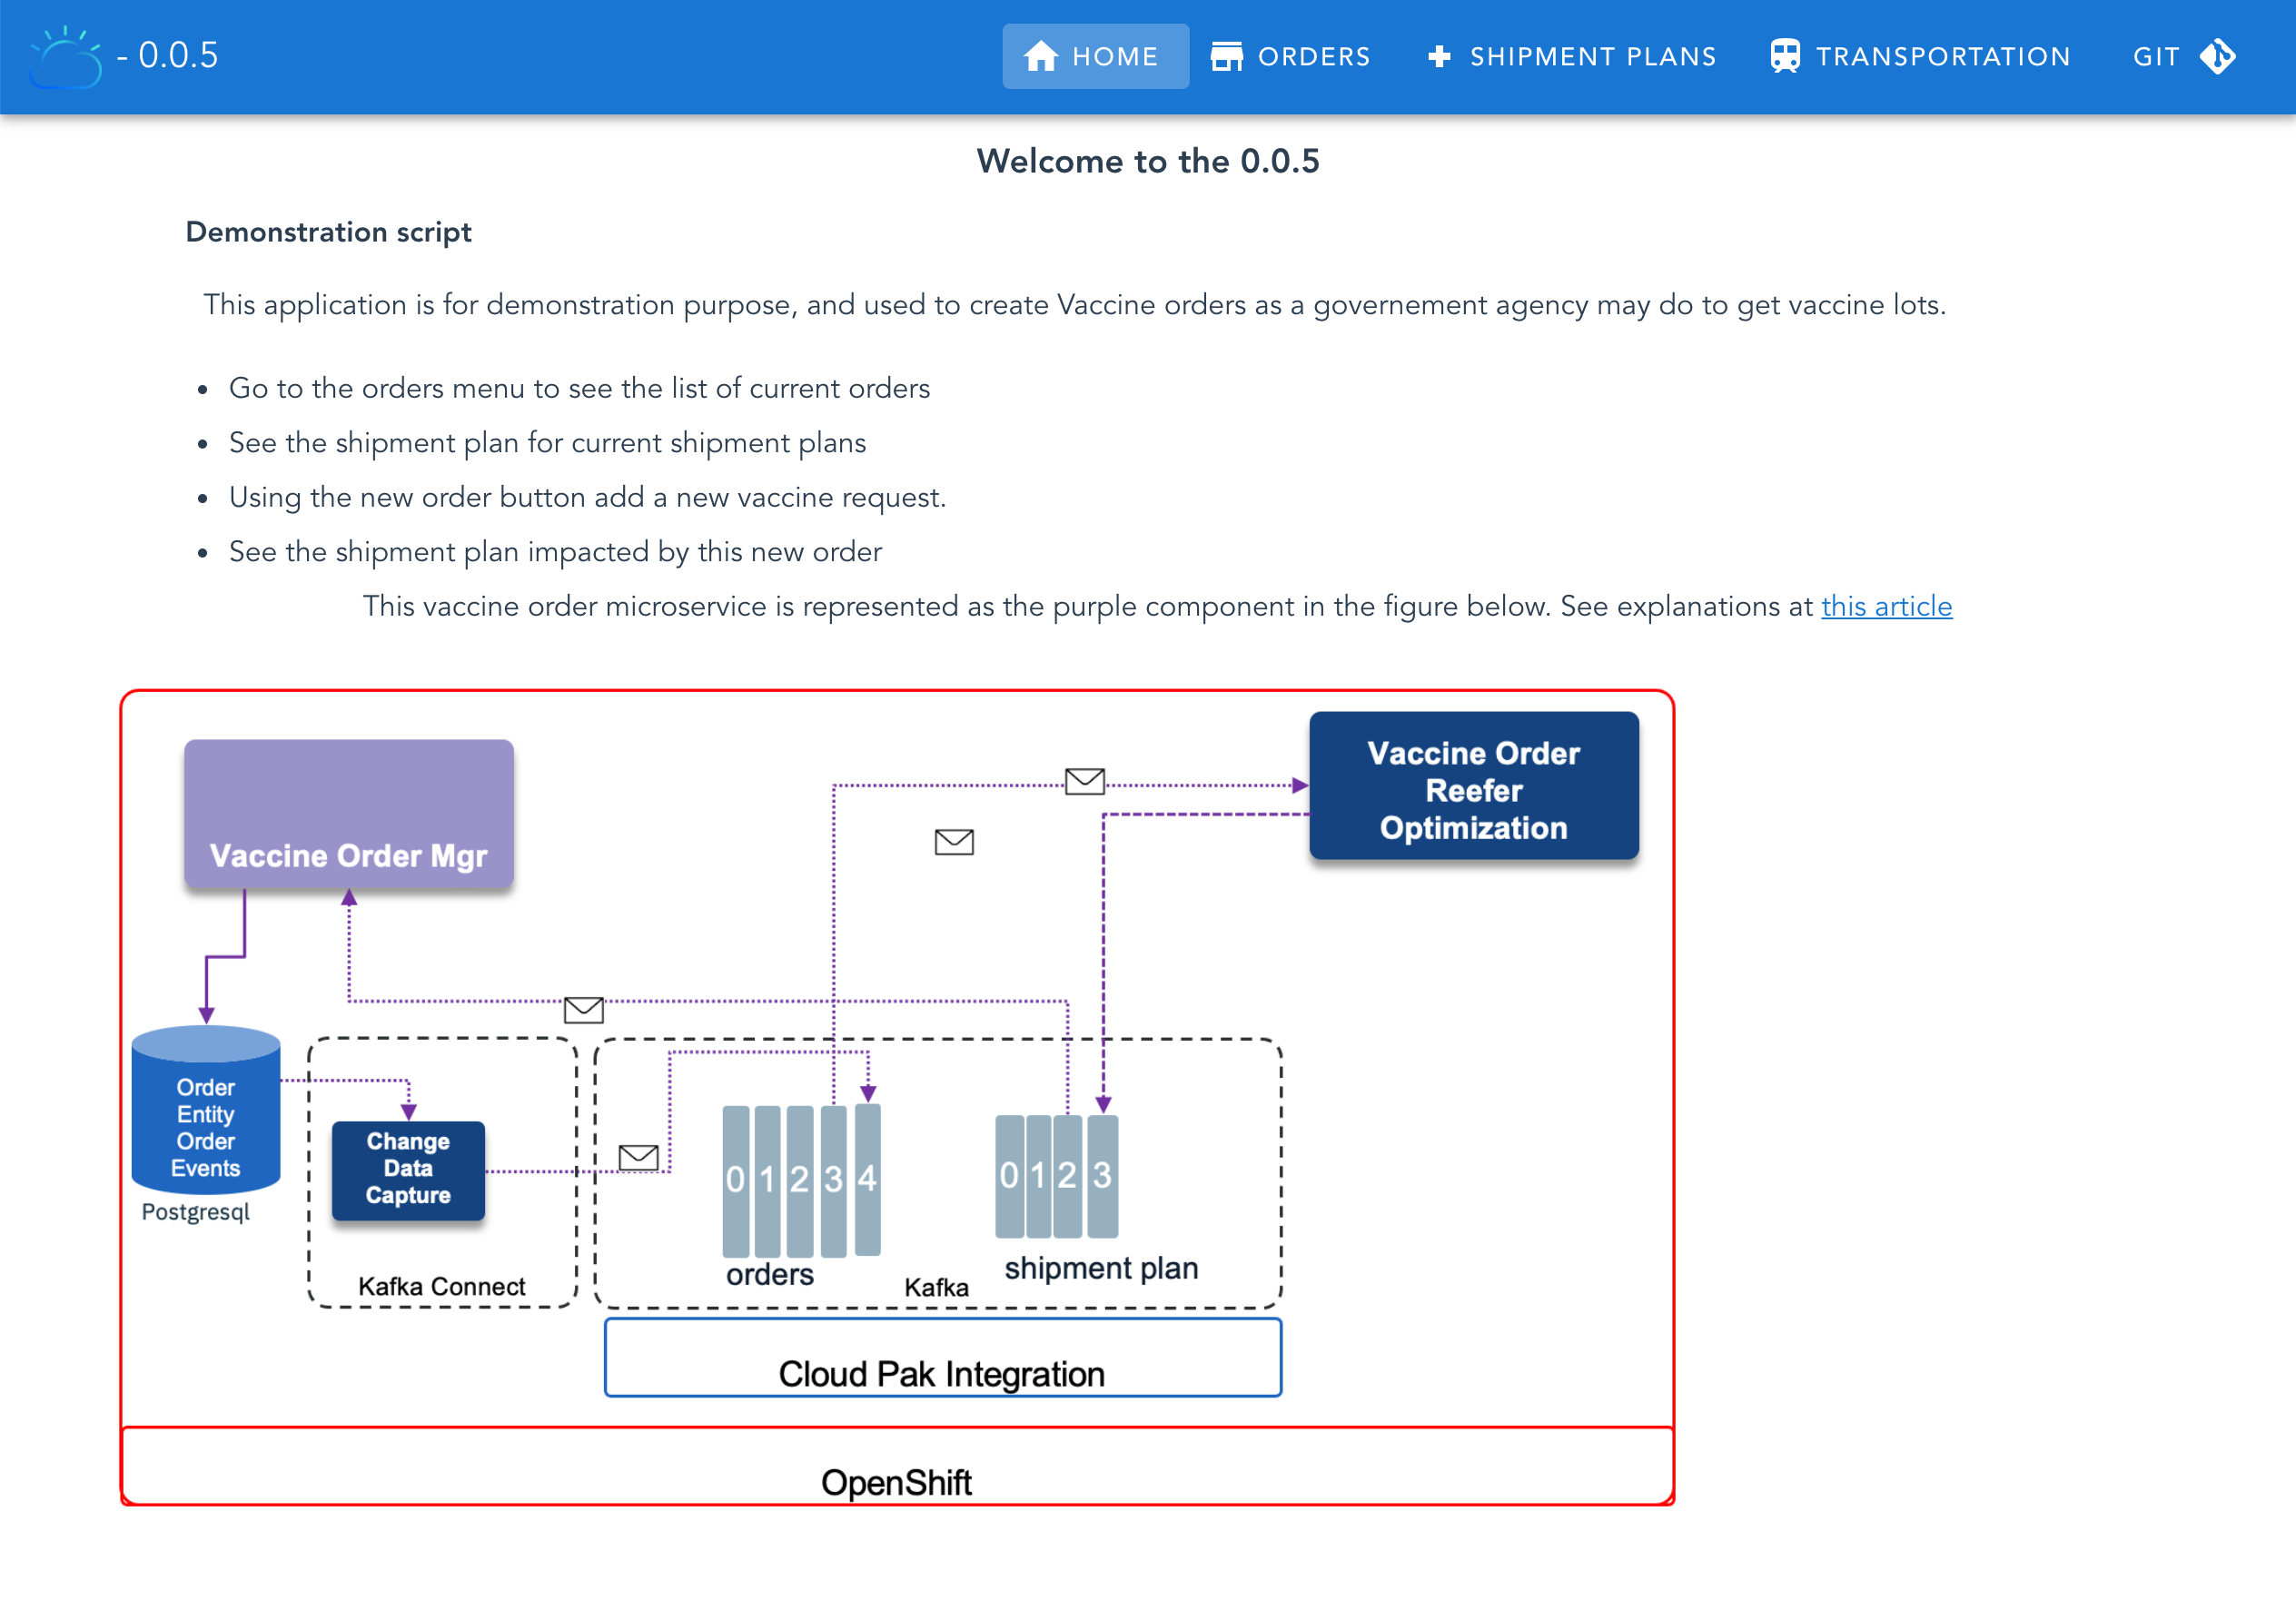 - 0.0.5
HOME
ORDERS
SHIPMENT PLANS
TRANSPORTATION
GIT
Welcome to the 0.0.5
Demonstration script
This application is for demonstration purpose, and used to create Vaccine orders as a governement agency may do to get vaccine lots.
Go to the orders menu to see the list of current orders
See the shipment plan for current shipment plans
Using the new order button add a new vaccine request.
See the shipment plan impacted by this new order
This vaccine order microservice is represented as the purple component in the figure below. See explanations at this article
Vaccine Order Mgr
Vaccine Order
Reefer
Optimization
Order
Entity
Order
Events
Postgresql
Change
Data
Capture
Kafka Connect
0 1 2 3 4
orders
0 1 2 3
shipment plan
Kafka
Cloud Pak Integration
OpenShift